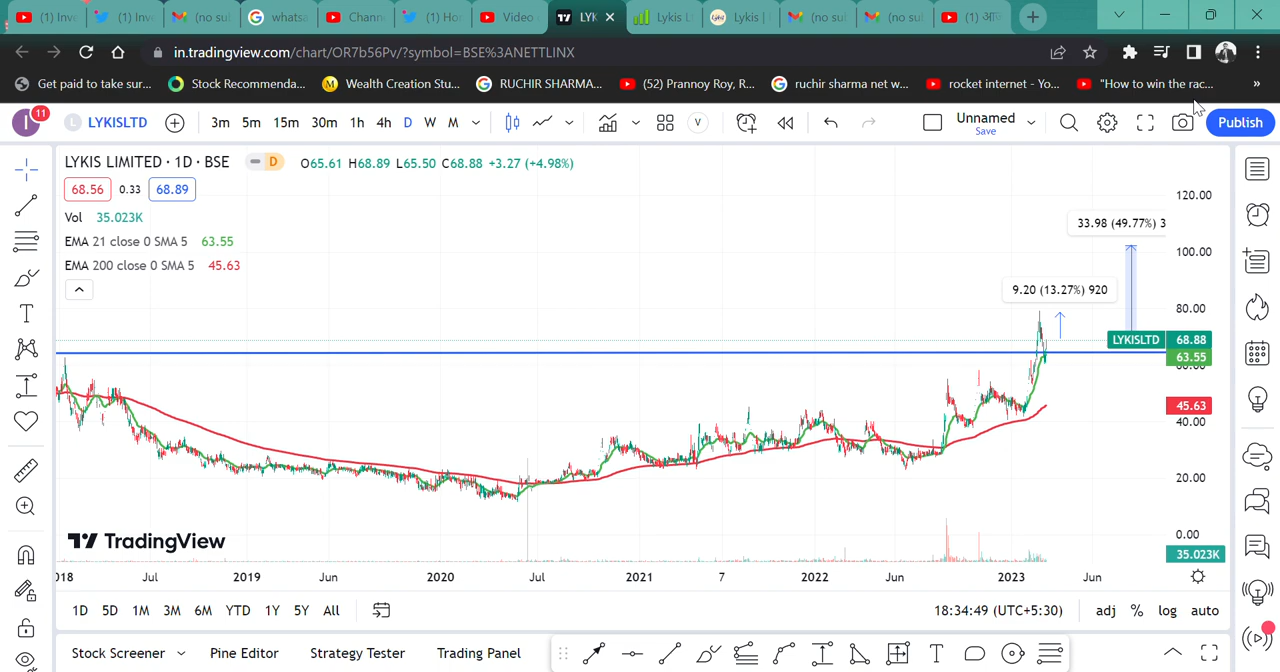 (1) Inv
(1) Inve
(no sul
whatsa
Chann
(1) Hor
Video
LYK
Lykis L
Lykis |
(no su
(no su
(1)
in.tradingview.com/chart/OR7b56Pv/?symbol=BSE%3ANETTLINX
Get paid to take sur...
Stock Recommenda...
Wealth Creation Stu...
RUCHIR SHARMA...
(52) Prannoy Roy, R...
ruchir sharma net w...
rocket internet - Yo...
"How to win the rac...
»
I
11
L
LYKISLTD
3m 5m 15m 30m 1h 4h D W M
V
Unnamed
Save
Publish
LYKIS LIMITED · 1D · BSE
D
O65.61 H68.89 L65.50 C68.88 +3.27 (+4.98%)
68.56 0.33 68.89
Vol 35.023K
EMA 21 close 0 SMA 5 63.55
EMA 200 close 0 SMA 5 45.63
33.98 (49.77%) 3
9.20 (13.27%) 920
120.00
100.00
80.00
LYKISLTD 68.88
63.55
60.00
45.63
40.00
20.00
0.00
35.023K
TradingView
018 Jul 2019 Jun 2020 Jul 2021 7 2022 Jun 2023 Jun
1D 5D 1M 3M 6M YTD 1Y 5Y All
18:34:49 (UTC+5:30) adj % log auto
Stock Screener Pine Editor Strategy Tester Trading Panel
T